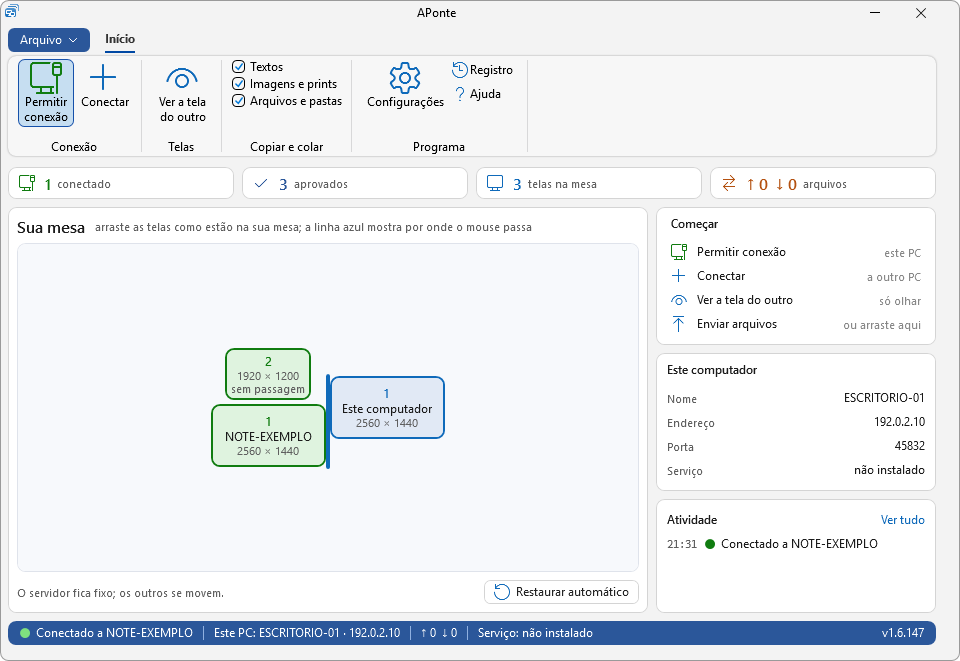 APonte
Arquivo
Início
Permitir conexão
Conectar
Conexão
Ver a tela do outro
Telas
Textos
Imagens e prints
Arquivos e pastas
Copiar e colar
Configurações
Registro
? Ajuda
Programa
1 conectado
3 aprovados
3 telas na mesa
↑ 0 ↓ 0 arquivos
Sua mesa arraste as telas como estão na sua mesa; a linha azul mostra por onde o mouse passa
2
1920 × 1200
sem passagem
1
NOTE-EXEMPLO
2560 × 1440
1
Este computador
2560 × 1440
O servidor fica fixo; os outros se movem.
Restaurar automático
Começar
Permitir conexão este PC
Conectar a outro PC
Ver a tela do outro só olhar
Enviar arquivos ou arraste aqui
Este computador
Nome ESCRITORIO-01
Endereço 192.0.2.10
Porta 45832
Serviço não instalado
Atividade Ver tudo
21:31 Conectado a NOTE-EXEMPLO
Conectado a NOTE-EXEMPLO Este PC: ESCRITORIO-01 · 192.0.2.10 ↑ 0 ↓ 0 Serviço: não instalado v1.6.147